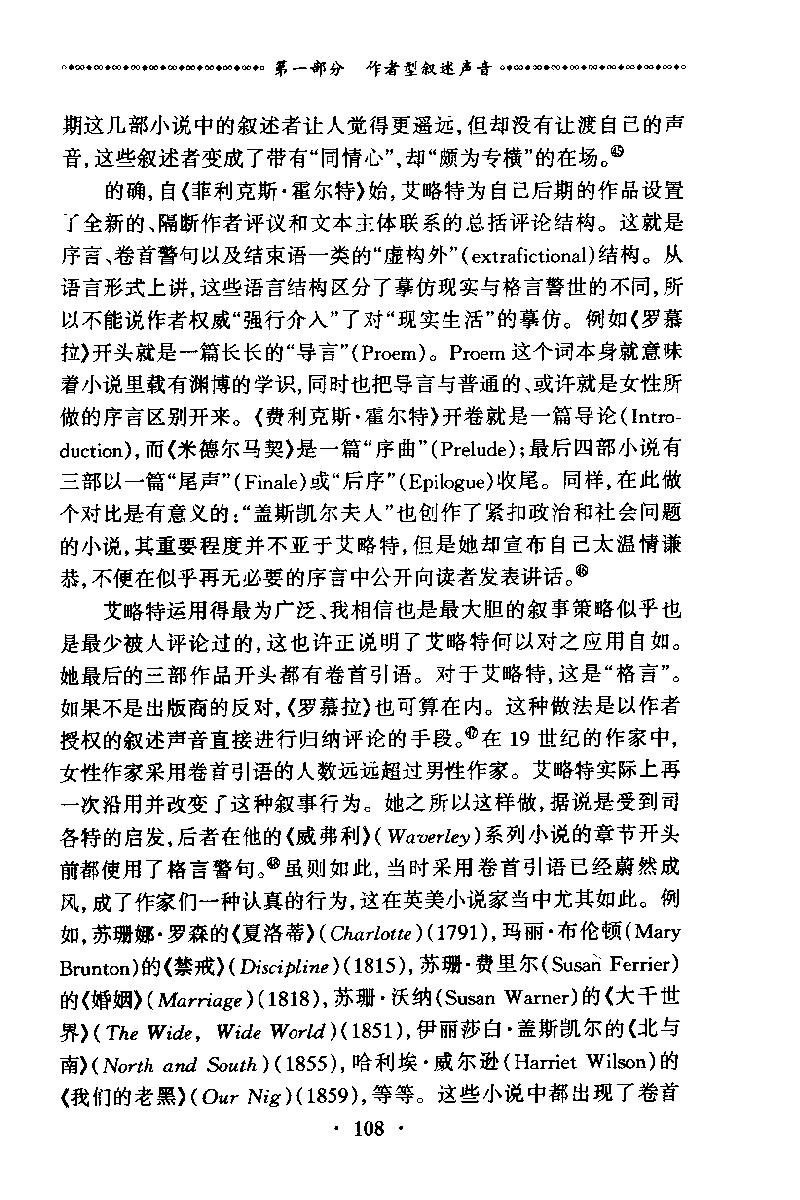 第一部分 作者型叙述声音
期这几部小说中的叙述者让人觉得更遥远,但却没有让渡自己的声
音,这些叙述者变成了带有“同情心”,却“颇为专横”的在场。㊺
的确,自《菲利克斯·霍尔特》始,艾略特为自己后期的作品设置
了全新的、隔断作者评议和文本主体联系的总括评论结构。这就是
序言、卷首警句以及结束语一类的“虚构外”(extrafictional)结构。从
语言形式上讲,这些语言结构区分了摹仿现实与格言警世的不同,所
以不能说作者权威“强行介入”了对“现实生活”的摹仿。例如《罗慕
拉》开头就是一篇长长的“导言”(Proem)。Proem 这个词本身就意味
着小说里载有渊博的学识,同时也把导言与普通的、或许就是女性所
做的序言区别开来。《费利克斯·霍尔特》开卷就是一篇导论(Intro-
duction),而《米德尔马契》是一篇“序曲”(Prelude);最后四部小说有
三部以一篇“尾声”(Finale)或“后序”(Epilogue)收尾。同样,在此做
个对比是有意义的:“盖斯凯尔夫人”也创作了紧扣政治和社会问题
的小说,其重要程度并不亚于艾略特,但是她却宣布自己太温情谦
恭,不便在似乎再无必要的序言中公开向读者发表讲话。㊻
艾略特运用得最为广泛、我相信也是最大胆的叙事策略似乎也
是最少被人评论过的,这也许正说明了艾略特何以对之应用自如。
她最后的三部作品开头都有卷首引语。对于艾略特,这是“格言”。
如果不是出版商的反对,《罗慕拉》也可算在内。这种做法是以作者
授权的叙述声音直接进行归纳评论的手段。㊼在 19 世纪的作家中,
女性作家采用卷首引语的人数远远超过男性作家。艾略特实际上再
一次沿用并改变了这种叙事行为。她之所以这样做,据说是受到司
各特的启发,后者在他的《威弗利》(Waverley)系列小说的章节开头
前都使用了格言警句。㊽虽则如此,当时采用卷首引语已经蔚然成
风,成了作家们一种认真的行为,这在英美小说家当中尤其如此。例
如,苏珊娜·罗森的《夏洛蒂》(Charlotte)(1791),玛丽·布伦顿(Mary
Brunton)的《禁戒》(Discipline)(1815),苏珊·费里尔(Susan Ferrier)
的《婚姻》(Marriage)(1818),苏珊·沃纳(Susan Warner)的《大千世
界》(The Wide, Wide World)(1851),伊丽莎白·盖斯凯尔的《北与
南》(North and South)(1855),哈利埃·威尔逊(Harriet Wilson)的
《我们的老黑》(Our Nig)(1859),等等。这些小说中都出现了卷首
· 108 ·